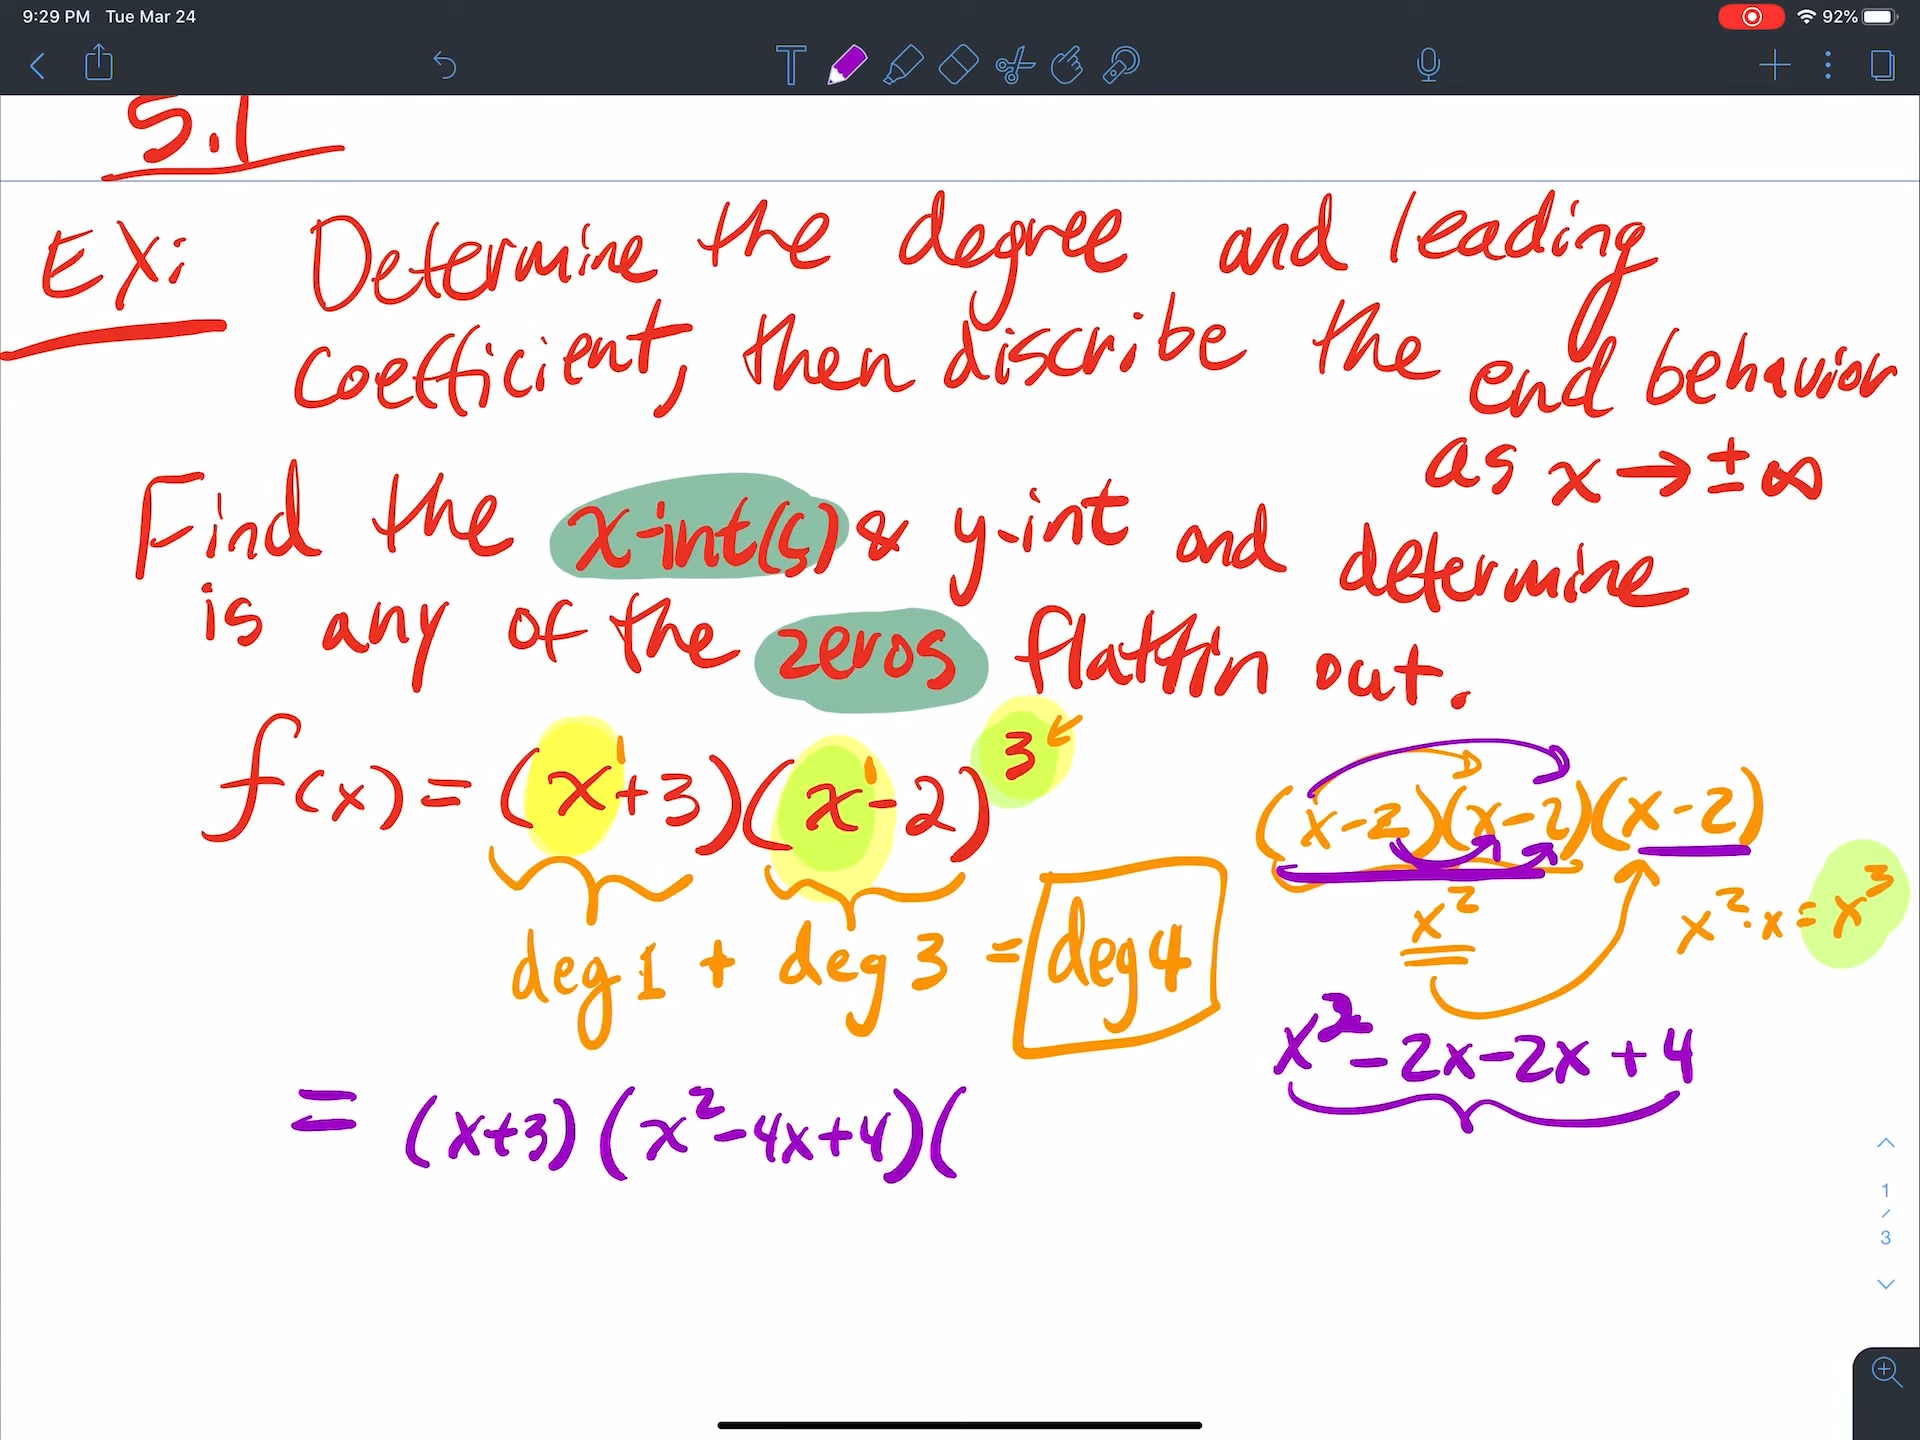 9:29 PM Tue Mar 24
92%
5.1
EX: Determine the degree and leading
coefficient, then discribe the end behavior
as x → ± ∞
Find the x-int(s) & y-int and determine
is any of the zeros flattin out.
f(x) = (x¹+3)(x¹-2)³
(x-2)(x-2)(x-2)
x²
x²·x = x³
deg 1 + deg 3 = deg 4
x²-2x-2x+4
= (x+3)(x²-4x+4)(
1
/
3